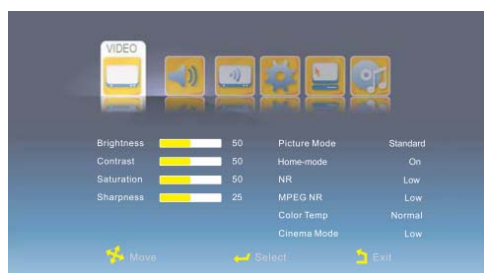 VIDEO
Brightness 50 Picture Mode Standard
Contrast 50 Home-mode On
Saturation 50 NR Low
Sharpness 25 MPEG NR Low
Color Temp Normal
Cinema Mode Low
Move Select Exit